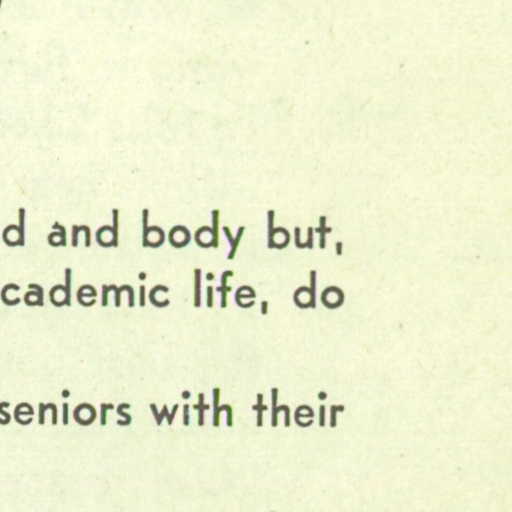 d and body but,
cademic life, do
seniors with their